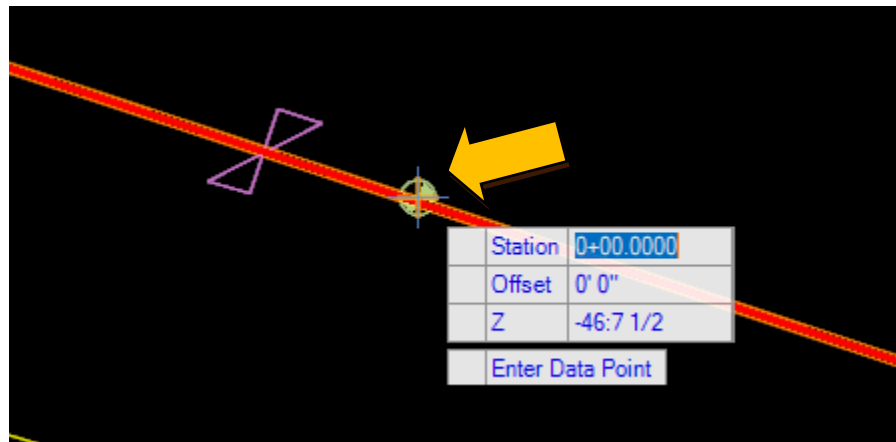 Station 0+00.0000
Offset 0' 0"
Z -46:7 1/2
Enter Data Point